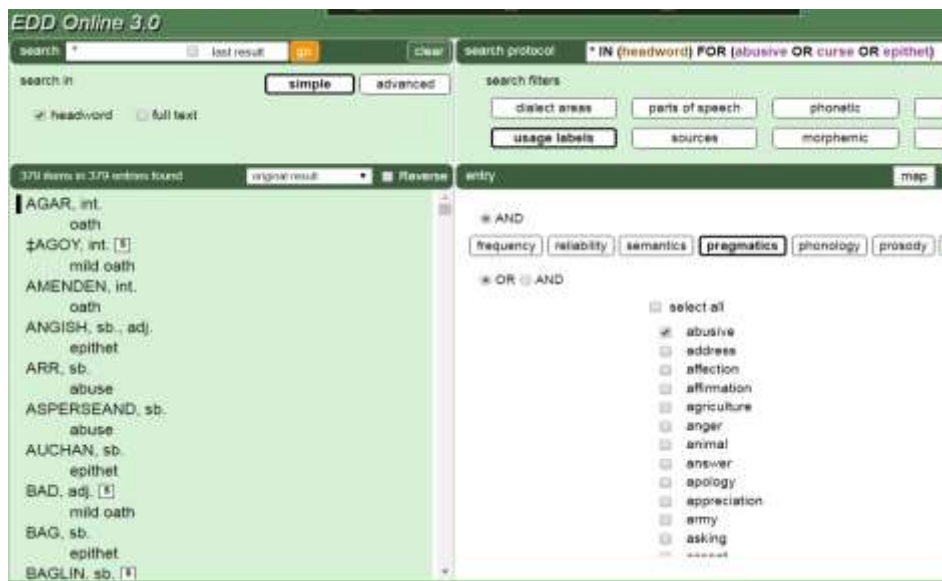 EDD Online 3.0
search * last result go clear
search in simple advanced
headword full text
search protocol * IN (headword) FOR (abusive OR curse OR epithet)
search filters
dialect areas parts of speech phonetic
usage labels sources morphemic
379 items in 379 entries found original result Reverse
AGAR, int.
oath
‡AGOY, int. [S]
mild oath
AMENDEN, int.
oath
ANGISH, sb., adj.
epithet
ARR, sb.
abuse
ASPERSEAND, sb.
abuse
AUCHAN, sb.
epithet
BAD, adj. [S]
mild oath
BAG, sb.
epithet
BAGLIN, sb. [S]
entry map
AND
frequency reliability semantics pragmatics phonology prosody
OR AND
select all
abusive
address
affection
affirmation
agriculture
anger
animal
answer
apology
appreciation
army
asking